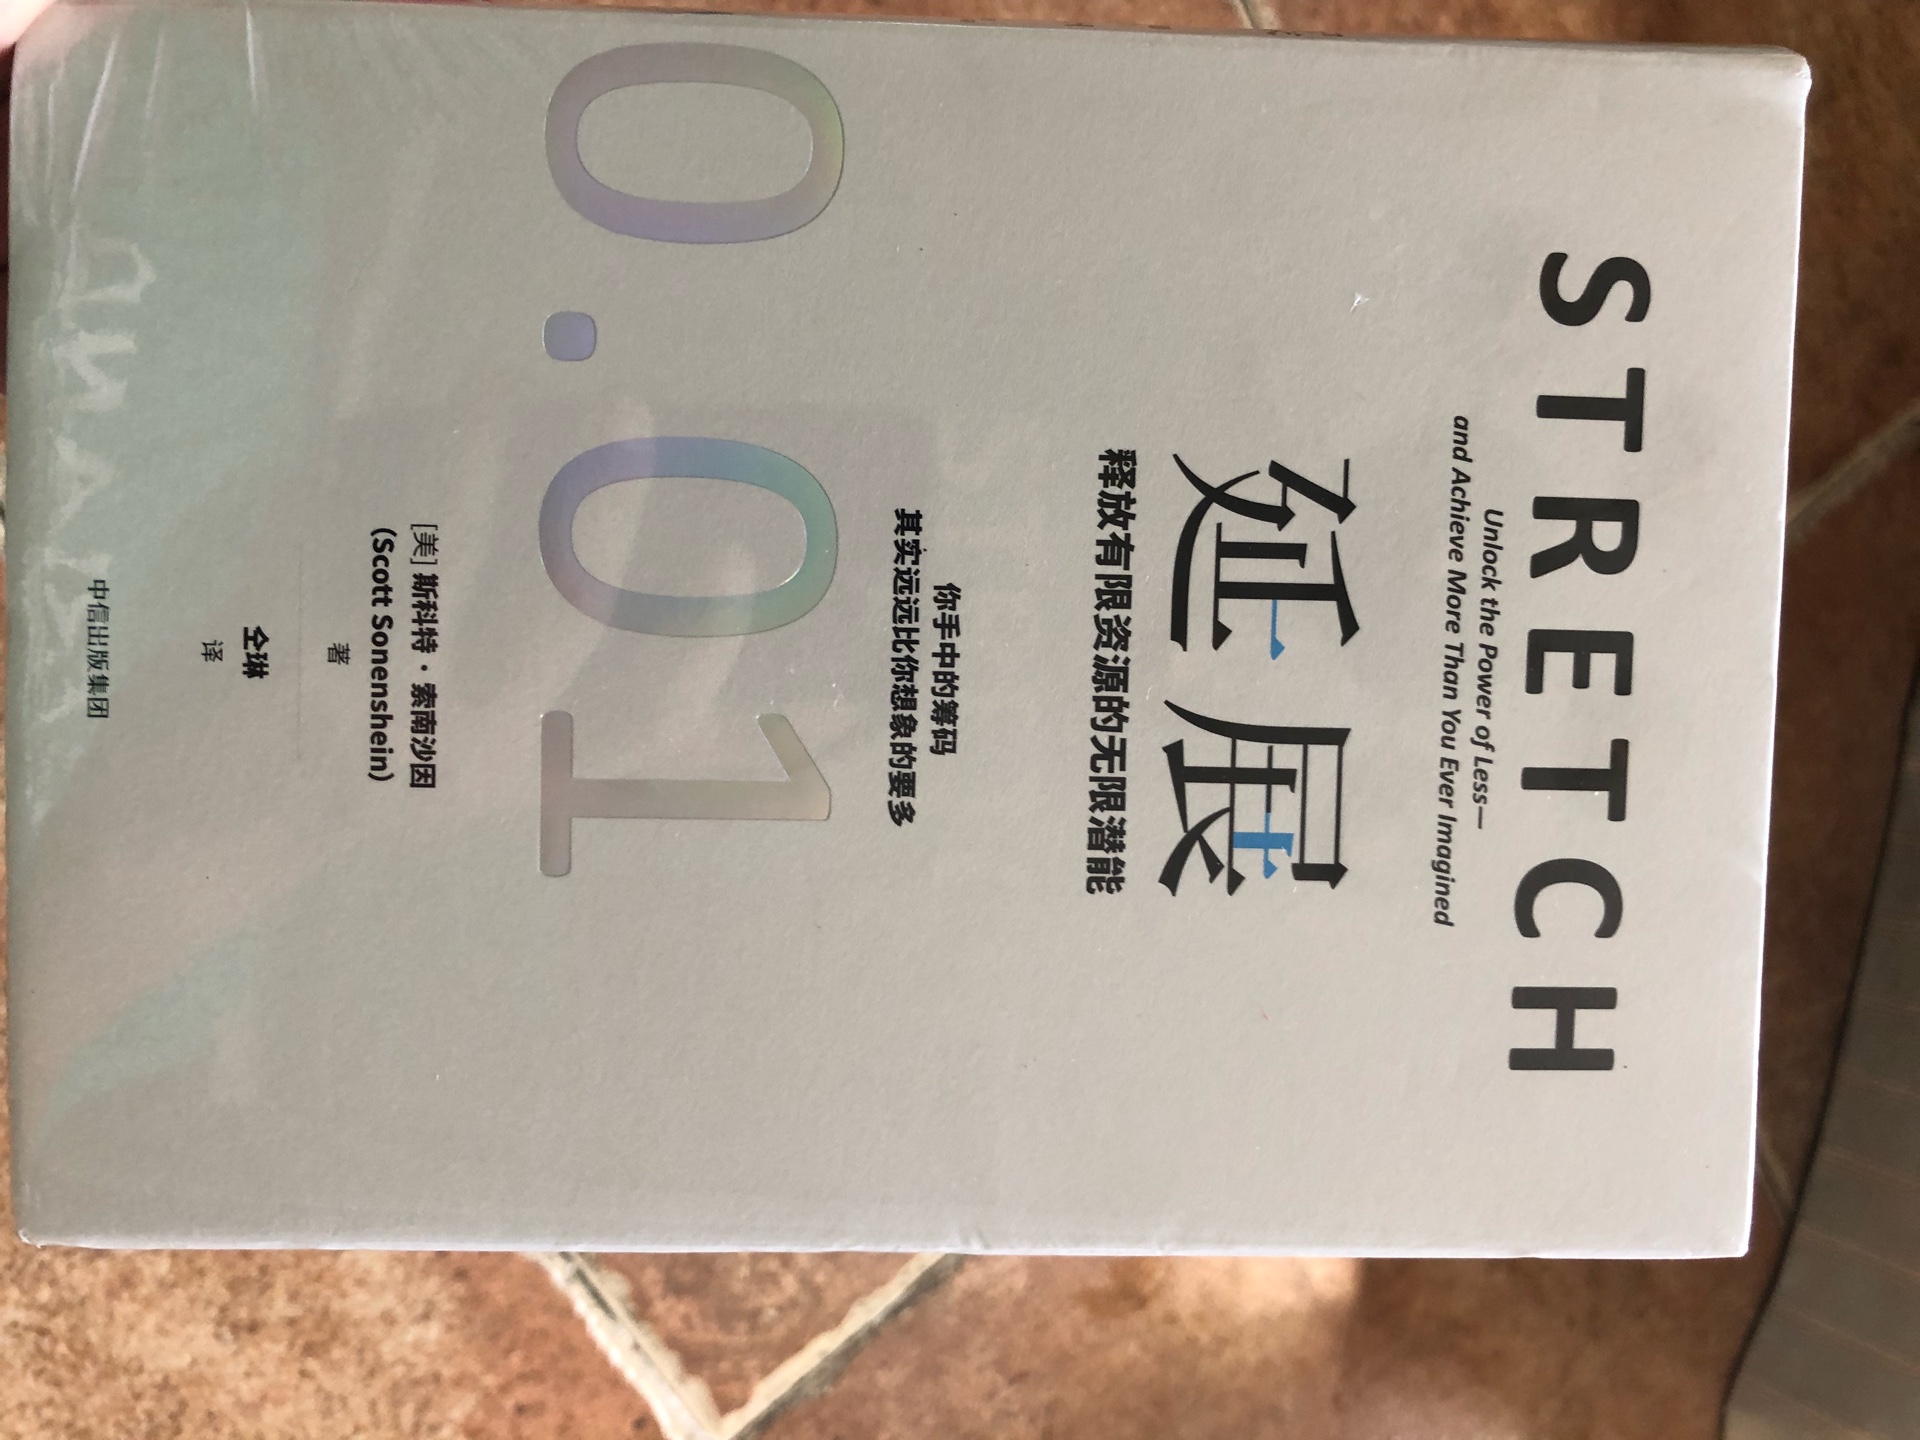 STRETCH
Unlock the Power of Less—
and Achieve More Than You Ever Imagined
延展
释放有限资源的无限潜能
你手中的筹码
其实远远比你想象的要多
0.01
[美] 斯科特·索南沙因
(Scott Sonenshein)
著
仝琳
译
中信出版集团